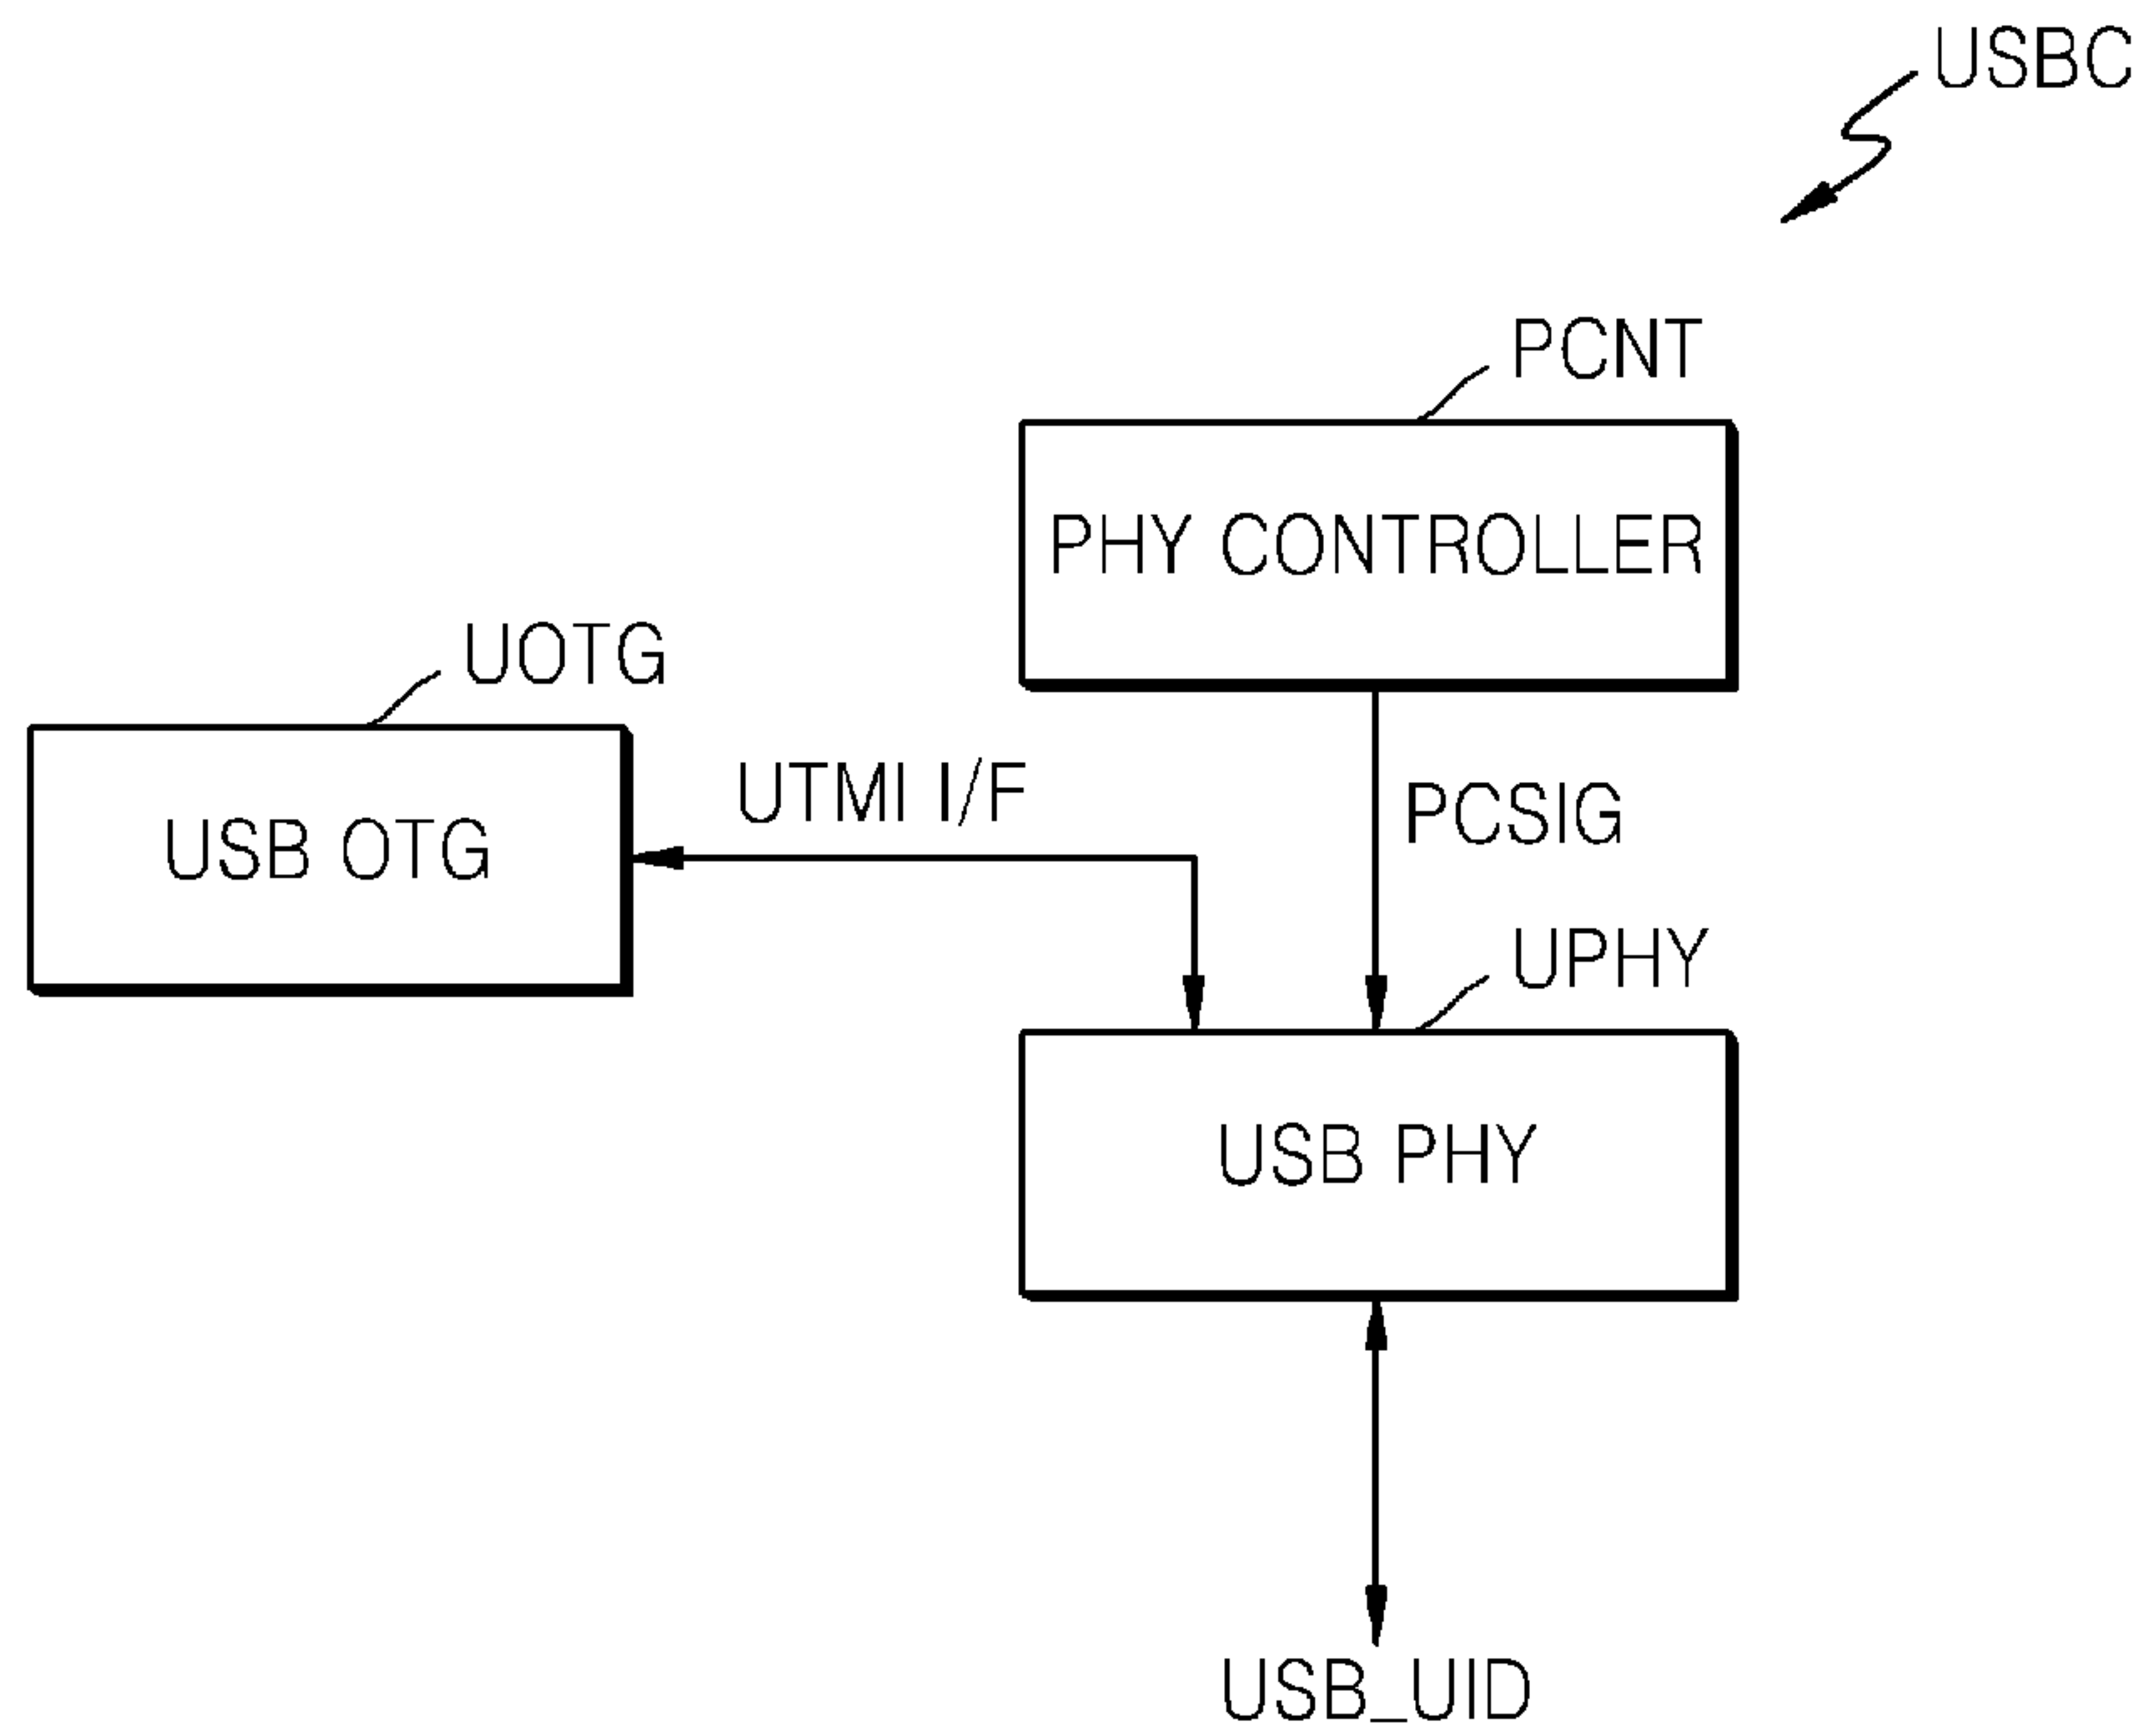 USBC
PCNT
PHY CONTROLLER
UOTG
USB OTG
UTMI I/F
PCSIG
UPHY
USB PHY
USB_UID